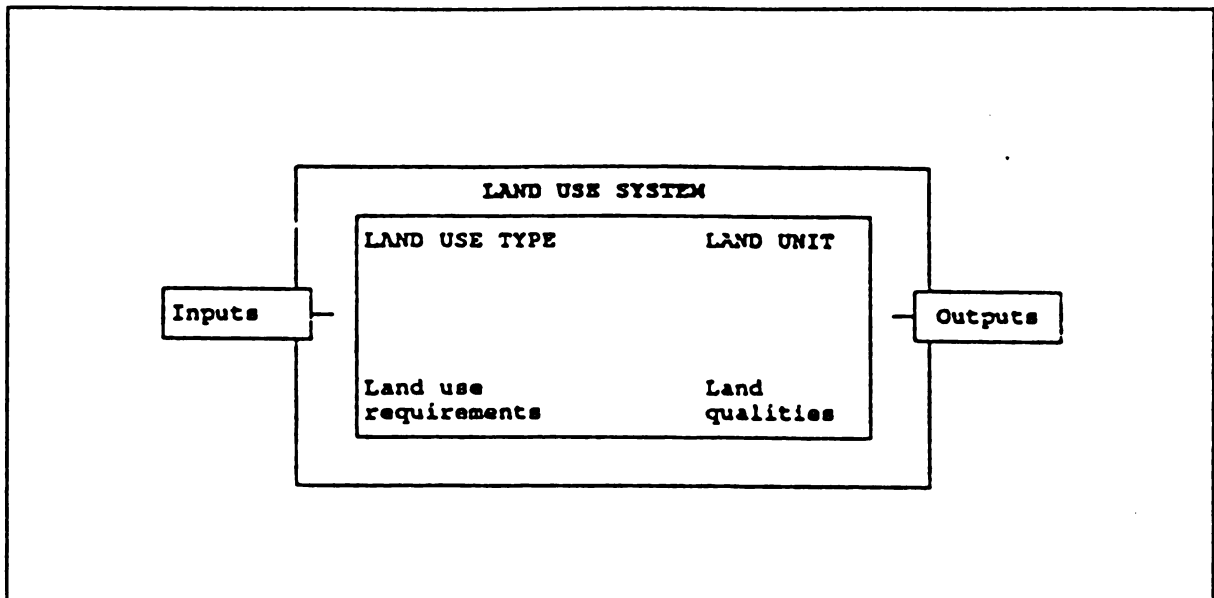 LAND USE SYSTEM
LAND USE TYPE LAND UNIT
Inputs
Outputs
Land use requirements
Land qualities